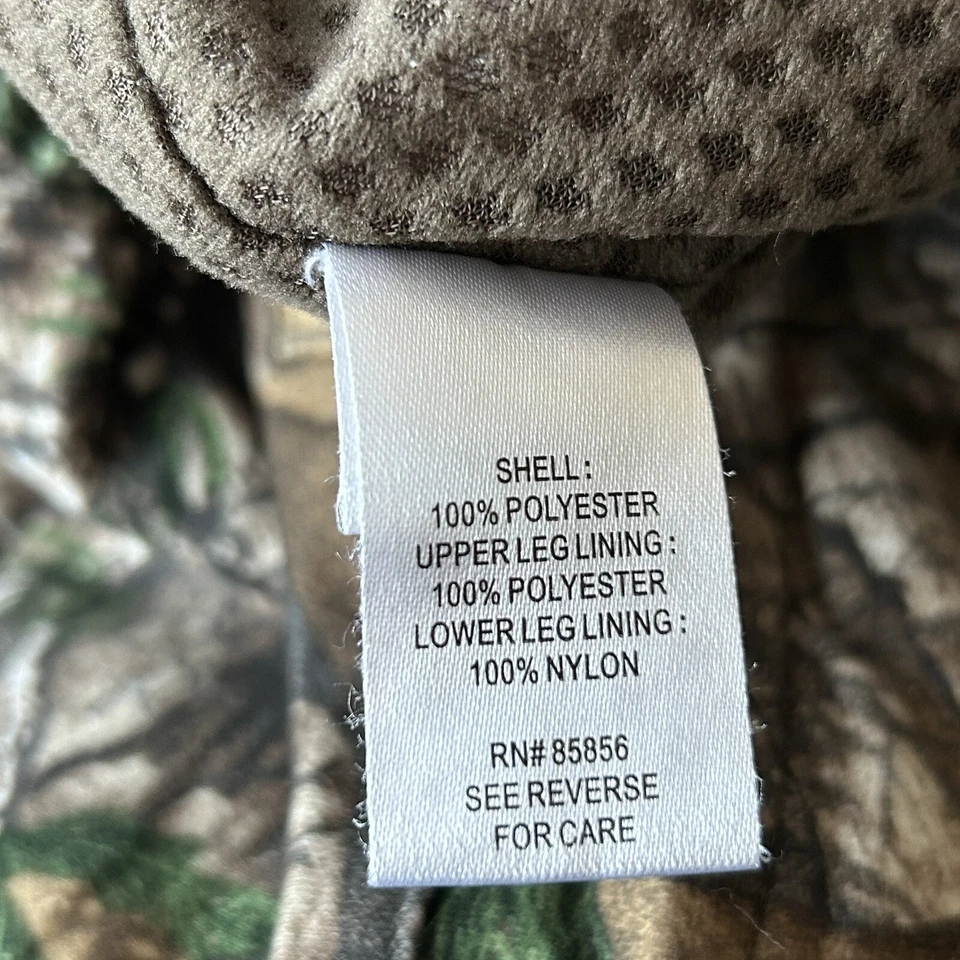 SHELL:
100% POLYESTER
UPPER LEG LINING:
100% POLYESTER
LOWER LEG LINING:
100% NYLON
RN# 85856
SEE REVERSE
FOR CARE